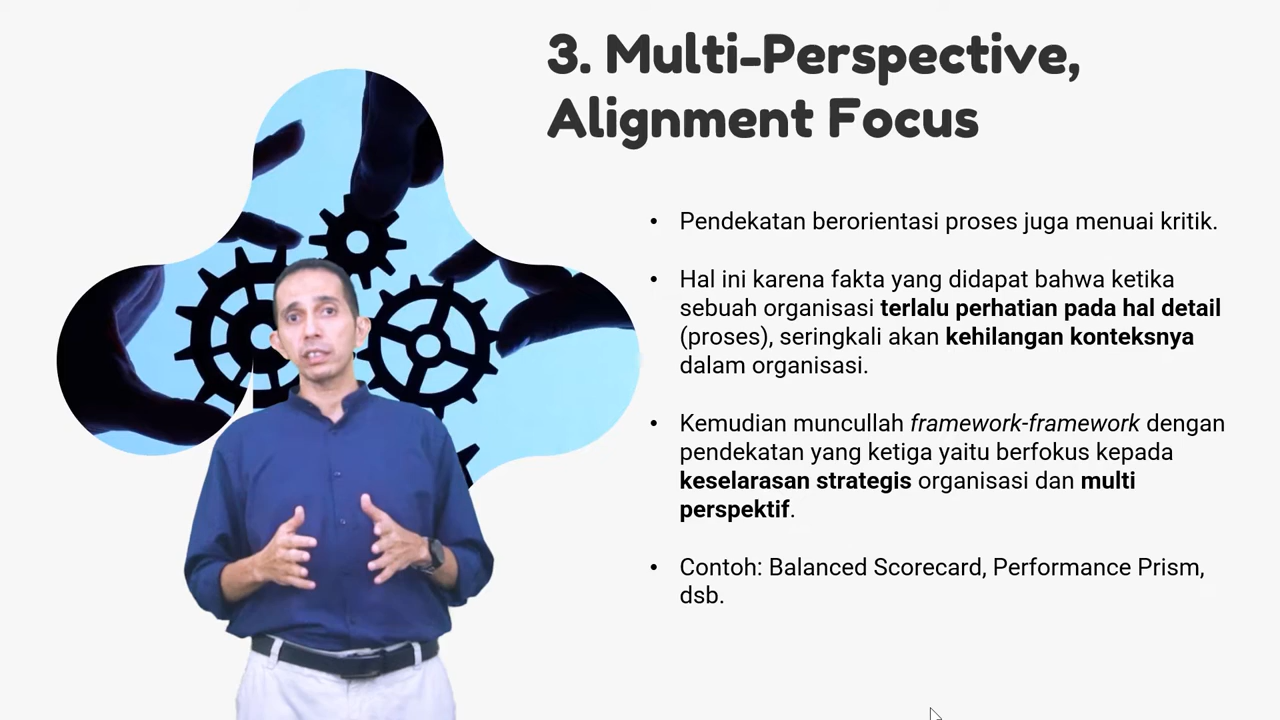 3. Multi-Perspective,
Alignment Focus
• Pendekatan berorientasi proses juga menuai kritik.
• Hal ini karena fakta yang didapat bahwa ketika
sebuah organisasi terlalu perhatian pada hal detail
(proses), seringkali akan kehilangan konteksnya
dalam organisasi.
• Kemudian muncullah framework-framework dengan
pendekatan yang ketiga yaitu berfokus kepada
keselarasan strategis organisasi dan multi
perspektif.
• Contoh: Balanced Scorecard, Performance Prism,
dsb.